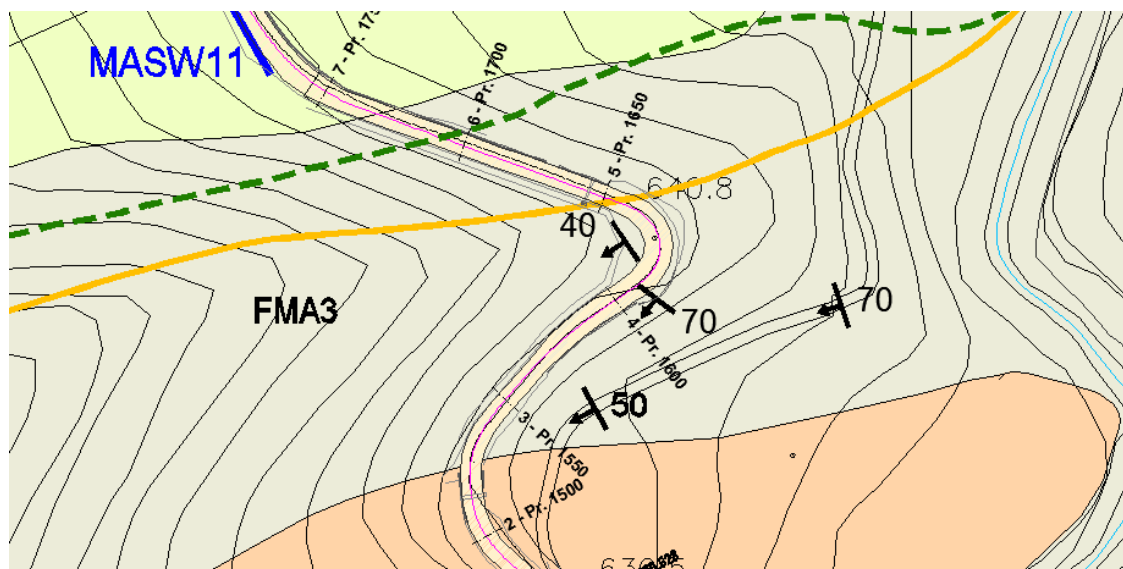 MASW11
7 - Pr. 175
6 - Pr. 1700
5 - Pr. 1650
640.8
40
FMA3
70
70
4 - Pr. 1600
50
3 - Pr. 1550
2 - Pr. 1500